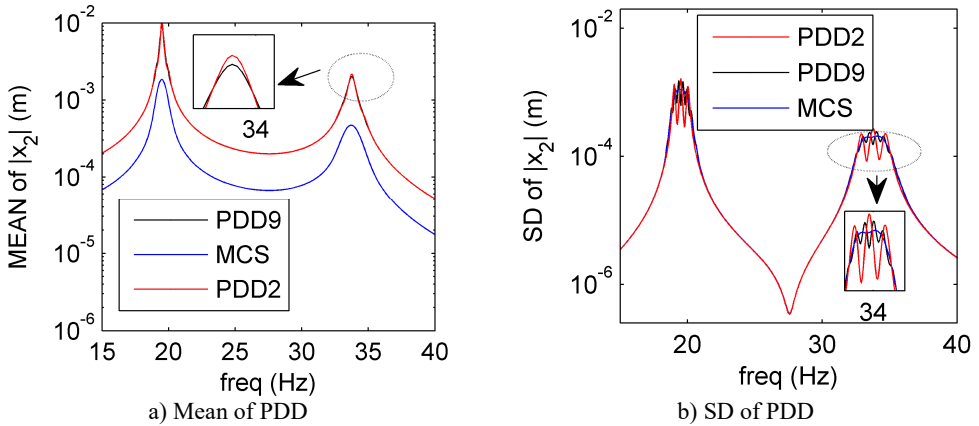 10^-2
10^-3
10^-4
10^-5
10^-6
MEAN of |x_2| (m)
34
PDD9
MCS
PDD2
15 20 25 30 35 40
freq (Hz)
a) Mean of PDD
10^-2
10^-4
10^-6
SD of |x_2| (m)
PDD2
PDD9
MCS
34
20 30 40
freq (Hz)
b) SD of PDD